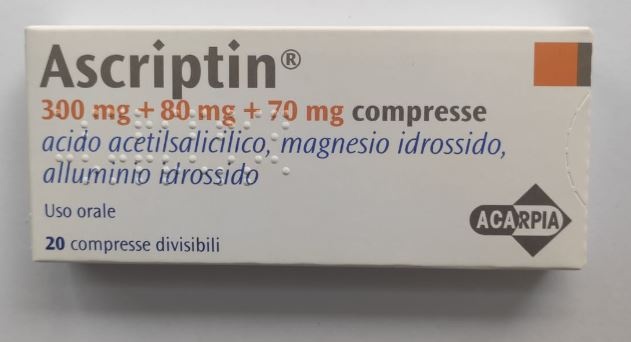 Ascriptin®
300 mg + 80 mg + 70 mg compresse
acido acetilsalicilico, magnesio idrossido,
alluminio idrossido
Uso orale
ACARPIA
20 compresse divisibili